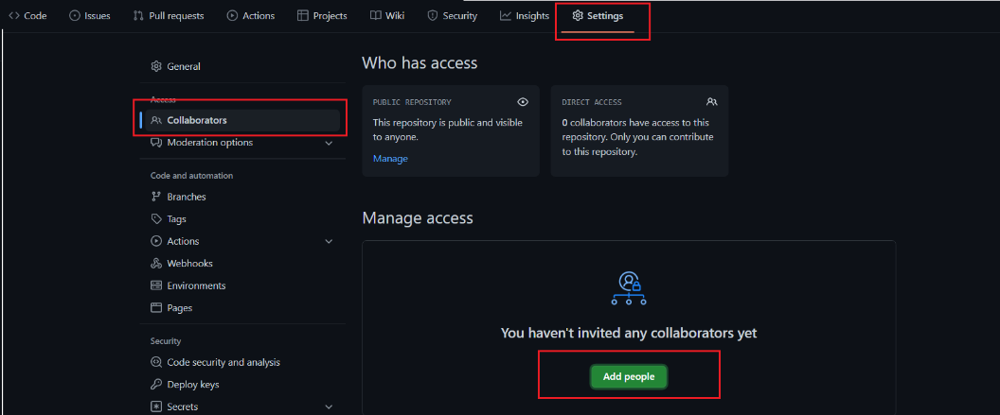 Code Issues Pull requests Actions Projects Wiki Security Insights Settings
General
Access
Collaborators
Moderation options
Code and automation
Branches
Tags
Actions
Webhooks
Environments
Pages
Security
Code security and analysis
Deploy keys
Secrets
Who has access
PUBLIC REPOSITORY
This repository is public and visible
to anyone.
Manage
DIRECT ACCESS
0 collaborators have access to this
repository. Only you can contribute
to this repository.
Manage access
You haven't invited any collaborators yet
Add people